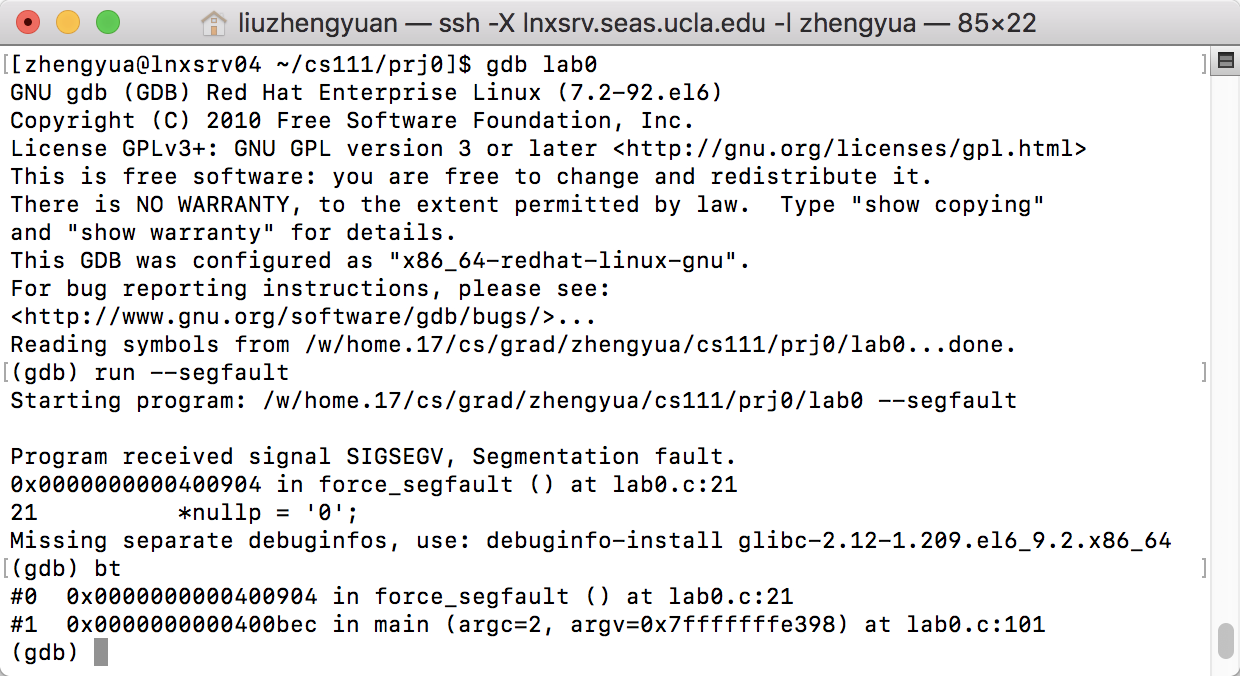 liuzhengyuan — ssh -X lnxsrv.seas.ucla.edu -l zhengyua — 85×22
[[zhengyua@lnxsrv04 ~/cs111/prj0]$ gdb lab0 ]
GNU gdb (GDB) Red Hat Enterprise Linux (7.2-92.el6)
Copyright (C) 2010 Free Software Foundation, Inc.
License GPLv3+: GNU GPL version 3 or later <http://gnu.org/licenses/gpl.html>
This is free software: you are free to change and redistribute it.
There is NO WARRANTY, to the extent permitted by law.  Type "show copying"
and "show warranty" for details.
This GDB was configured as "x86_64-redhat-linux-gnu".
For bug reporting instructions, please see:
<http://www.gnu.org/software/gdb/bugs/>...
Reading symbols from /w/home.17/cs/grad/zhengyua/cs111/prj0/lab0...done.
[(gdb) run --segfault ]
Starting program: /w/home.17/cs/grad/zhengyua/cs111/prj0/lab0 --segfault
Program received signal SIGSEGV, Segmentation fault.
0x0000000000400904 in force_segfault () at lab0.c:21
21          *nullp = '0';
Missing separate debuginfos, use: debuginfo-install glibc-2.12-1.209.el6_9.2.x86_64
[(gdb) bt ]
#0  0x0000000000400904 in force_segfault () at lab0.c:21
#1  0x0000000000400bec in main (argc=2, argv=0x7fffffffe398) at lab0.c:101
(gdb)